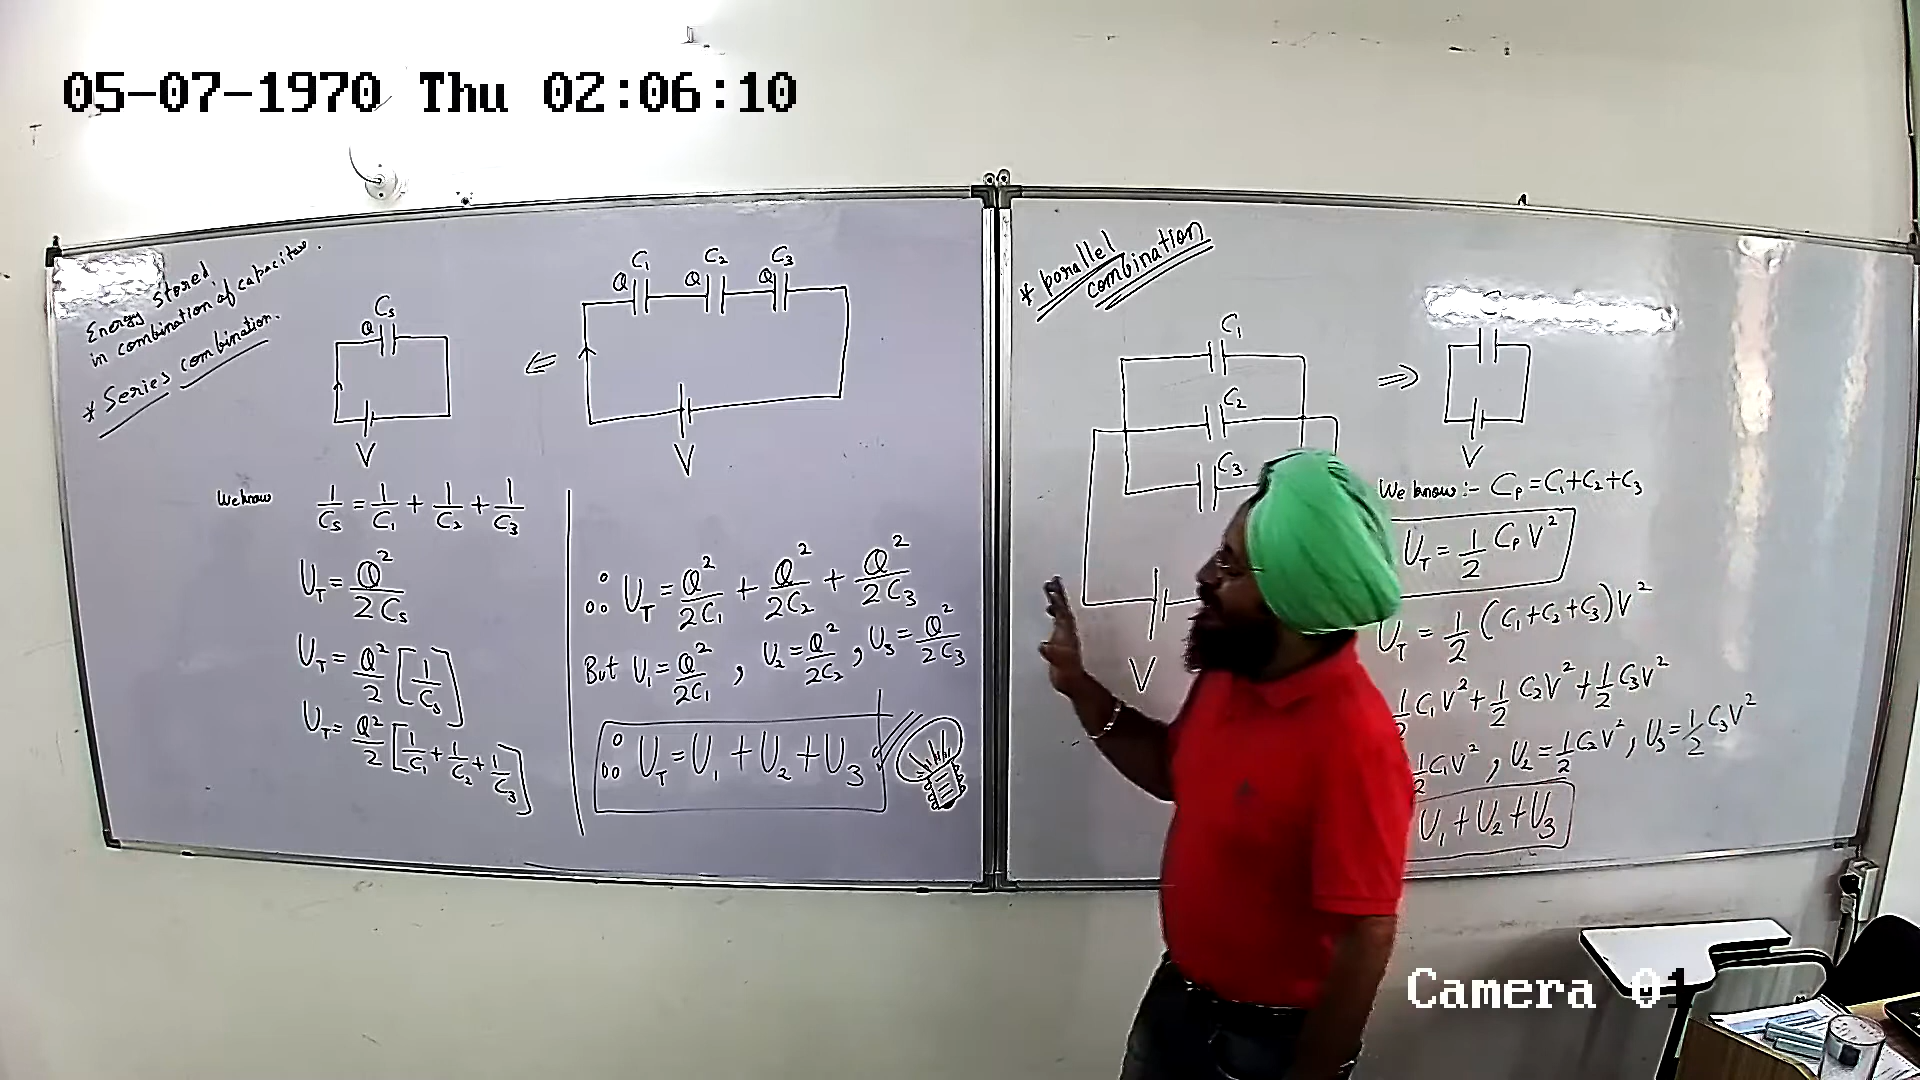 05-07-1970 Thu 02:06:10
Energy stored
in combination of capacitor.
* Series combination.
C₁ C₂ C₃
Q Q Q
Cₛ
Q
⇐
V
V
We know 1/Cₛ = 1/C₁ + 1/C₂ + 1/C₃
U_T = Q²/2Cₛ
U_T = Q²/2 [1/Cₛ]
U_T = Q²/2 [1/C₁ + 1/C₂ + 1/C₃]
∴ U_T = Q²/2C₁ + Q²/2C₂ + Q²/2C₃
But U₁ = Q²/2C₁ , U₂ = Q²/2C₂ , U₃ = Q²/2C₃
∴ U_T = U₁ + U₂ + U₃
* parallel
combination
C₁
C₂
C₃
V
⇒
V
We know :- Cₚ = C₁ + C₂ + C₃
U_T = 1/2 Cₚ V²
U_T = 1/2 (C₁ + C₂ + C₃) V²
1/2 C₁V² + 1/2 C₂V² + 1/2 C₃V²
1/2 C₁V² , U₂ = 1/2 C₂V² , U₃ = 1/2 C₃V²
U₁ + U₂ + U₃
Camera 01